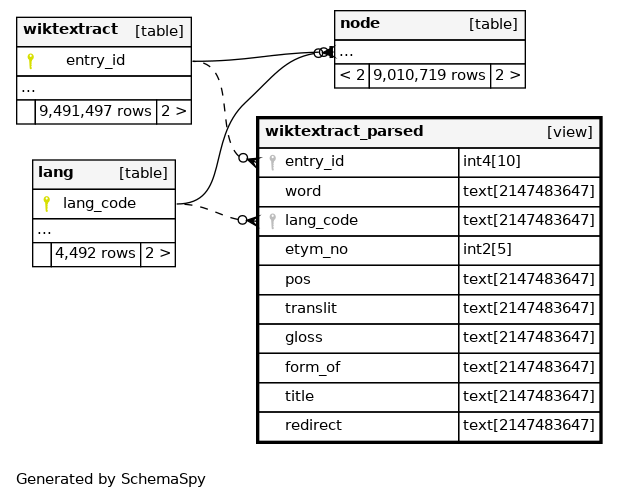 wiktextract [table]
entry_id
...
9,491,497 rows 2 >
node [table]
...
< 2 9,010,719 rows 2 >
lang [table]
lang_code
...
4,492 rows 2 >
wiktextract_parsed [view]
entry_id int4[10]
word text[2147483647]
lang_code text[2147483647]
etym_no int2[5]
pos text[2147483647]
translit text[2147483647]
gloss text[2147483647]
form_of text[2147483647]
title text[2147483647]
redirect text[2147483647]
Generated by SchemaSpy